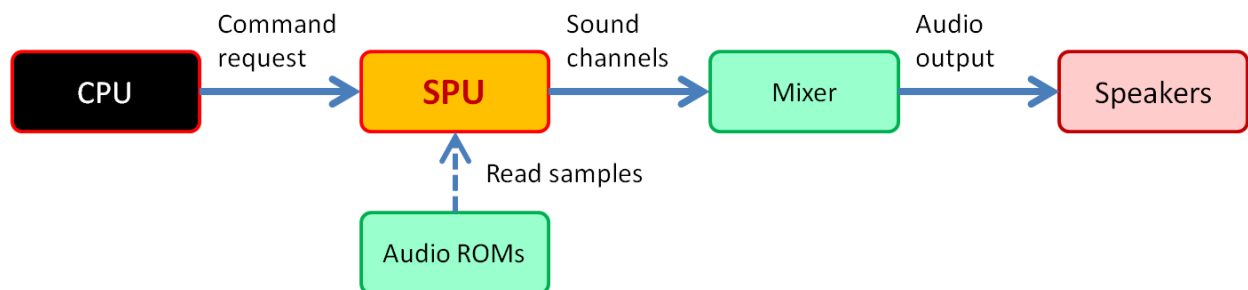 Command
request
Sound
channels
Audio
output
CPU
SPU
Mixer
Speakers
Read samples
Audio ROMs